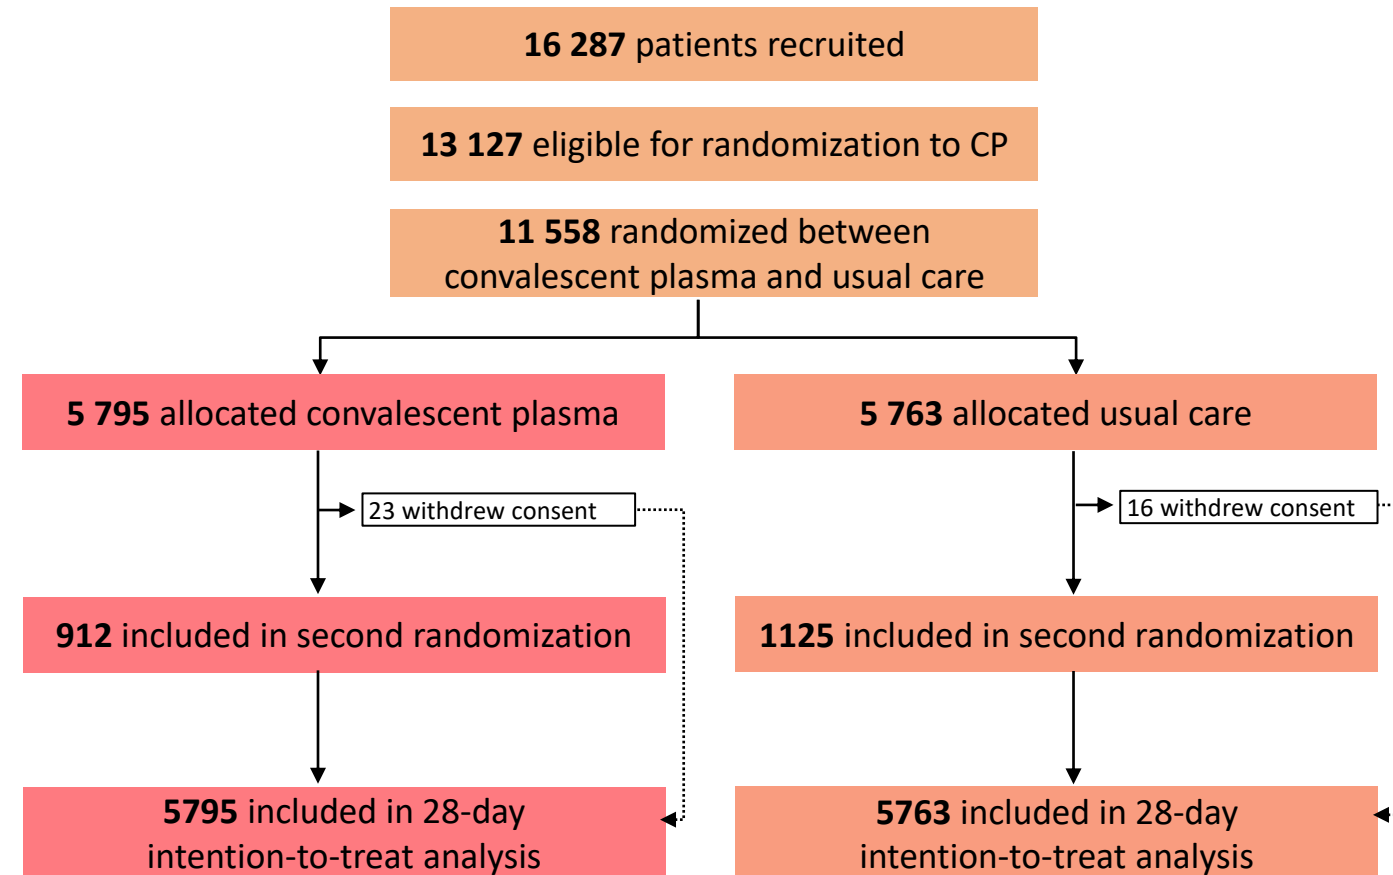 16 287 patients recruited
13 127 eligible for randomization to CP
11 558 randomized between
convalescent plasma and usual care
5 795 allocated convalescent plasma
5 763 allocated usual care
23 withdrew consent
16 withdrew consent
912 included in second randomization
1125 included in second randomization
5795 included in 28-day
intention-to-treat analysis
5763 included in 28-day
intention-to-treat analysis